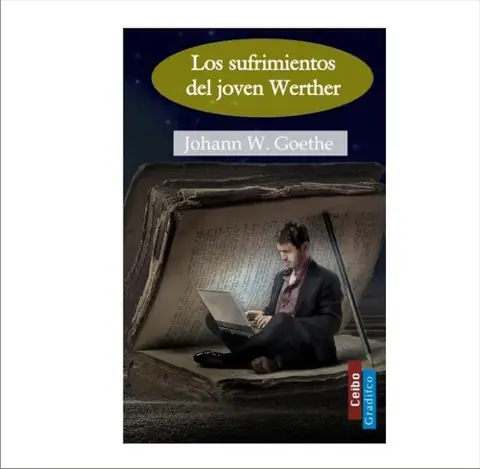 Los sufrimientos
del joven Werther
Johann W. Goethe
Ceibo
Gradifco